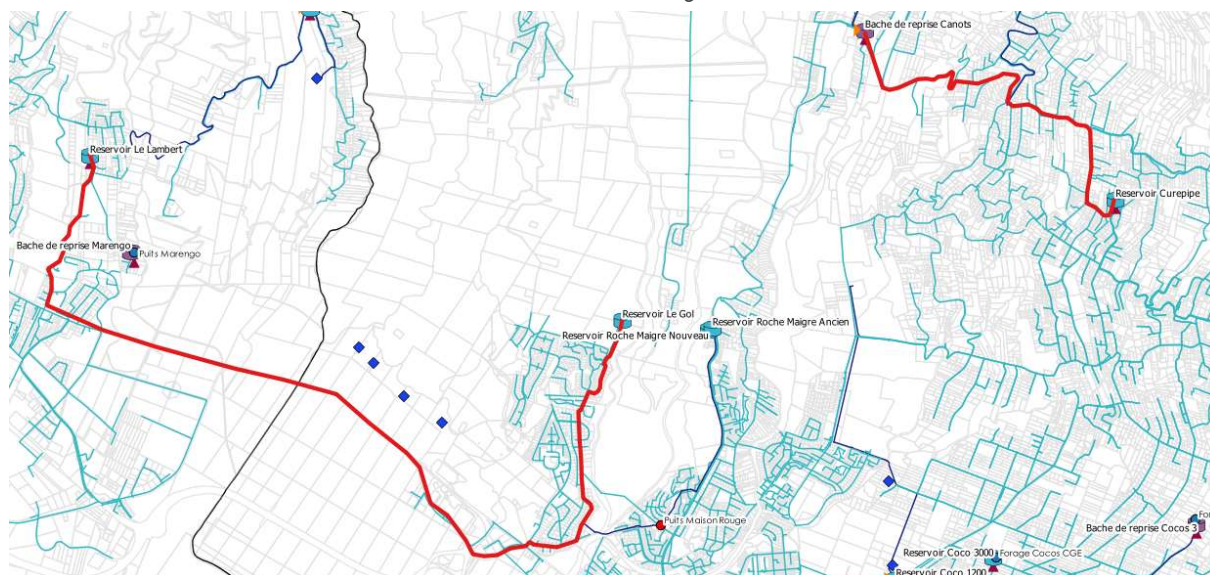 Bache de reprise Canots
Reservoir Le Lambert
Reservoir Curepipe
Bache de reprise Marengo
Puits Marengo
Reservoir Le Gol
Reservoir Roche Maigre Ancien
Reservoir Roche Maigre Nouveau
Puits Maison Rouge
Bache de reprise Cocos 3
Reservoir Coco 3000
Forage Cocos CGE
Reservoir Coco 1200